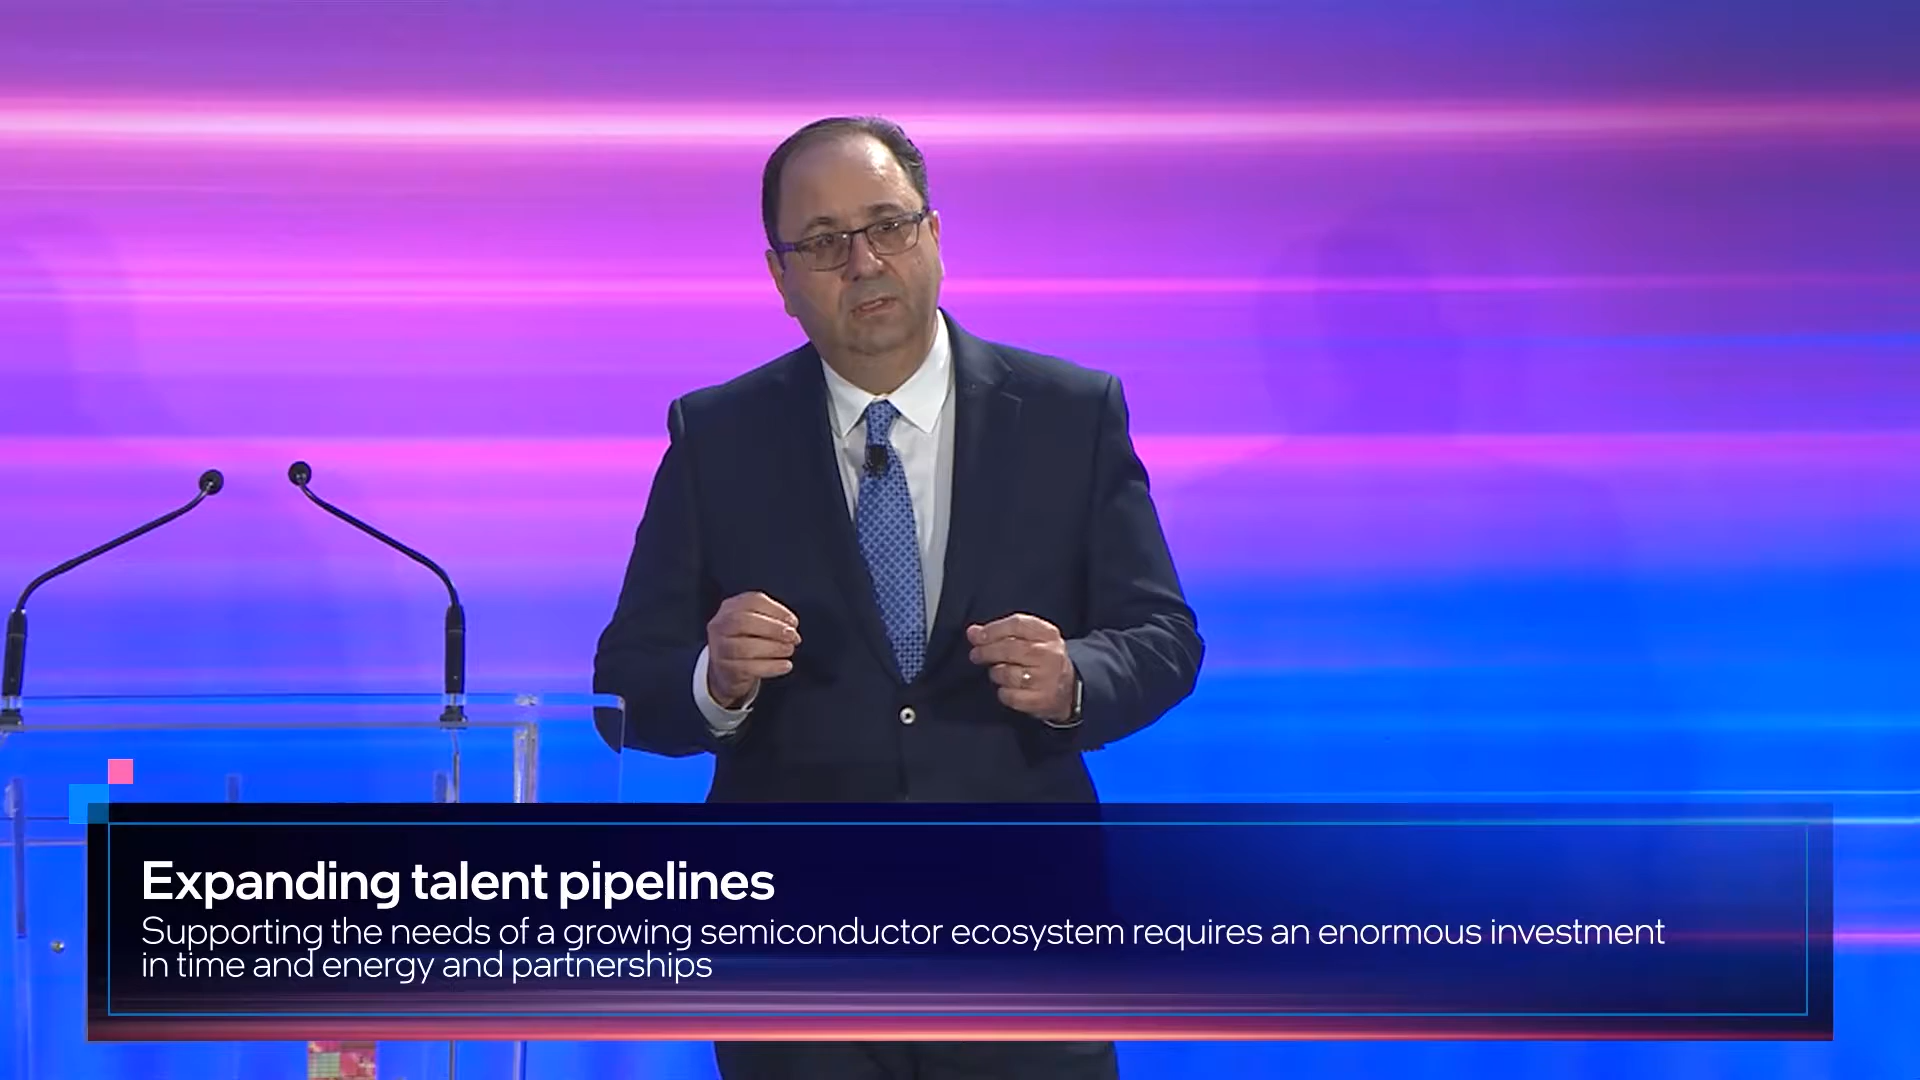 Expanding talent pipelines
Supporting the needs of a growing semiconductor ecosystem requires an enormous investment
in time and energy and partnerships